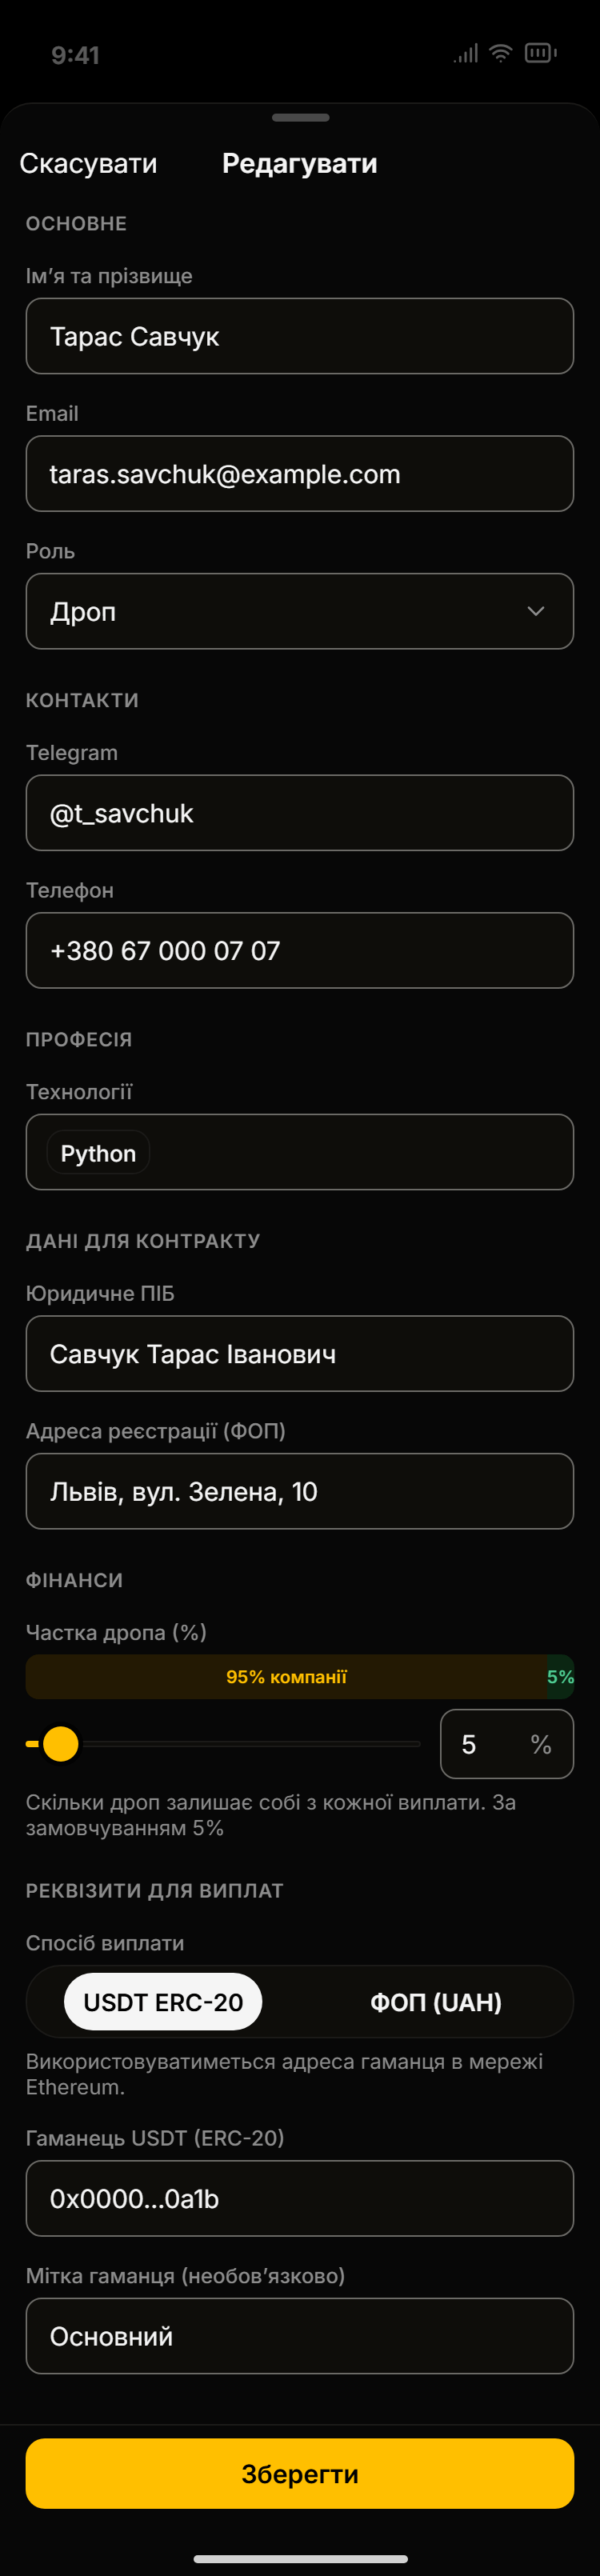 9:41
Скасувати
Редагувати
ОСНОВНЕ
Ім’я та прізвище
Тарас Савчук
Email
taras.savchuk@example.com
Роль
Дроп
КОНТАКТИ
Telegram
@t_savchuk
Телефон
+380 67 000 07 07
ПРОФЕСІЯ
Технології
Python
ДАНІ ДЛЯ КОНТРАКТУ
Юридичне ПІБ
Савчук Тарас Іванович
Адреса реєстрації (ФОП)
Львів, вул. Зелена, 10
ФІНАНСИ
Частка дропа (%)
95% компанії
5%
5 %
Скільки дроп залишає собі з кожної виплати. За
замовчуванням 5%
РЕКВІЗИТИ ДЛЯ ВИПЛАТ
Спосіб виплати
USDT ERC-20
ФОП (UAH)
Використовуватиметься адреса гаманця в мережі
Ethereum.
Гаманець USDT (ERC-20)
0x0000…0a1b
Мітка гаманця (необов’язково)
Основний
Зберегти